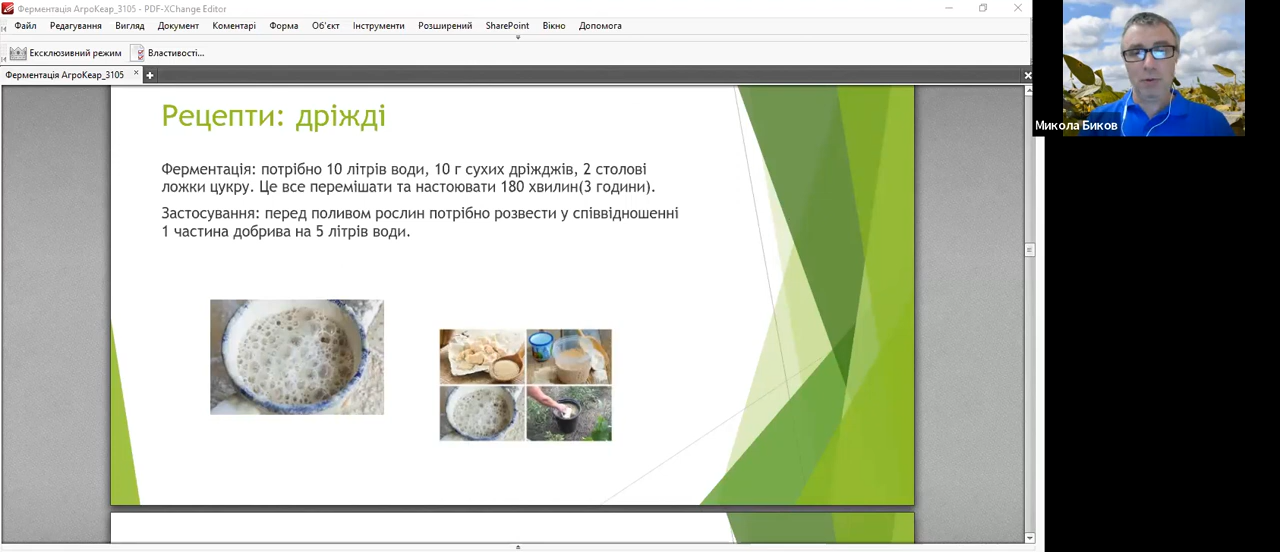 Ферментація АгроКеар_3105 - PDF-XChange Editor
Файл Редагування Вигляд Документ Коментарі Форма Об'єкт Інструменти Розширений SharePoint Вікно Допомога
Ексклюзивний режим Властивості...
Ферментація АгроКеар_3105
Рецепти: дріжді
Ферментація: потрібно 10 літрів води, 10 г сухих дріжджів, 2 столові
ложки цукру. Це все перемішати та настоювати 180 хвилин(3 години).
Застосування: перед поливом рослин потрібно розвести у співвідношенні
1 частина добрива на 5 літрів води.
Микола Биков